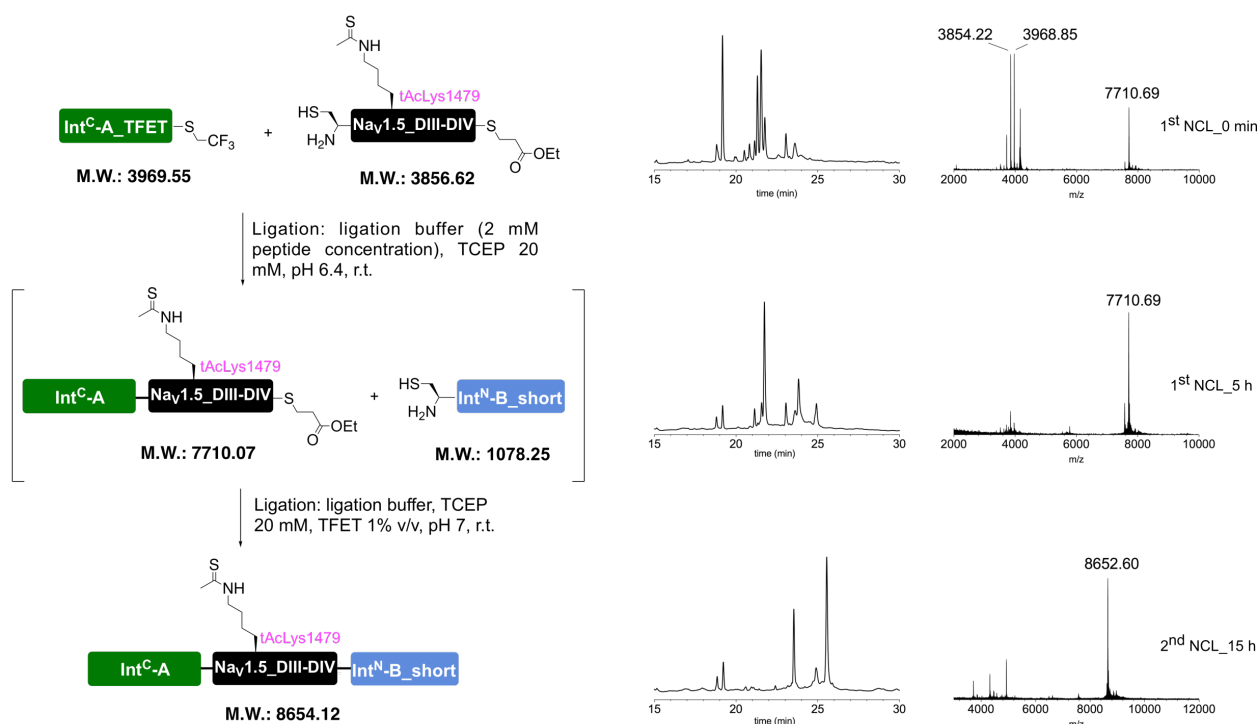 S
NH
tAcLys1479
Int^C-A_TFET
S
CF3
+
HS
H2N
NaV1.5_DIII-DIV
S
O
OEt
M.W.: 3969.55
M.W.: 3856.62
Ligation: ligation buffer (2 mM
peptide concentration), TCEP 20
mM, pH 6.4, r.t.
S
NH
tAcLys1479
Int^C-A
NaV1.5_DIII-DIV
S
O
OEt
+
HS
H2N
Int^N-B_short
M.W.: 7710.07
M.W.: 1078.25
Ligation: ligation buffer, TCEP
20 mM, TFET 1% v/v, pH 7, r.t.
S
NH
tAcLys1479
Int^C-A
NaV1.5_DIII-DIV
Int^N-B_short
M.W.: 8654.12
15 20 25 30
time (min)
3854.22
3968.85
7710.69
2000 4000 6000 8000 10000
m/z
1st NCL_0 min
15 20 25 30
time (min)
7710.69
2000 4000 6000 8000 10000
m/z
1st NCL_5 h
15 20 25 30
time (min)
8652.60
4000 6000 8000 10000 12000
m/z
2nd NCL_15 h